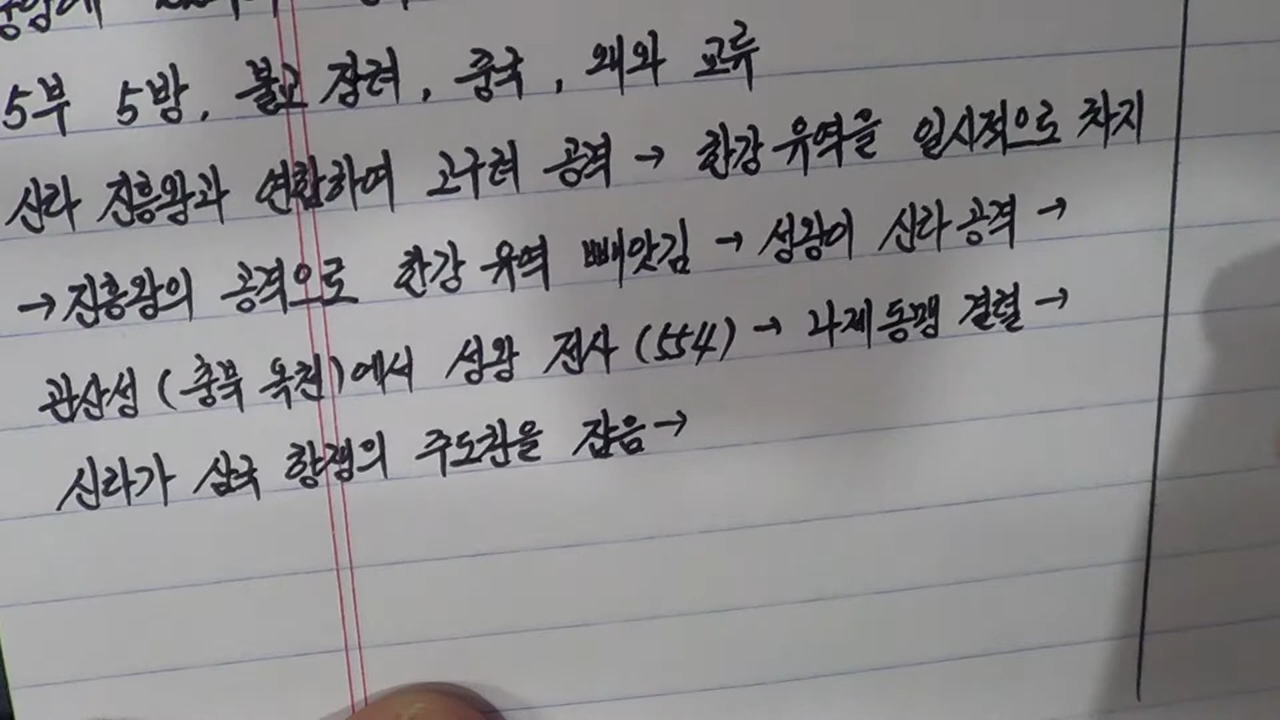 중앙에
5부 5방, 불교 장려, 중국, 왜와 교류
신라 진흥왕과 연합하여 고구려 공격 → 한강 유역을 일시적으로 차지
→ 진흥왕의 공격으로 한강 유역 빼앗김 → 성왕이 신라 공격 →
관산성 (충북 옥천)에서 성왕 전사 (554) → 나제 동맹 결렬 →
신라가 삼국 항쟁의 주도권을 잡음 →